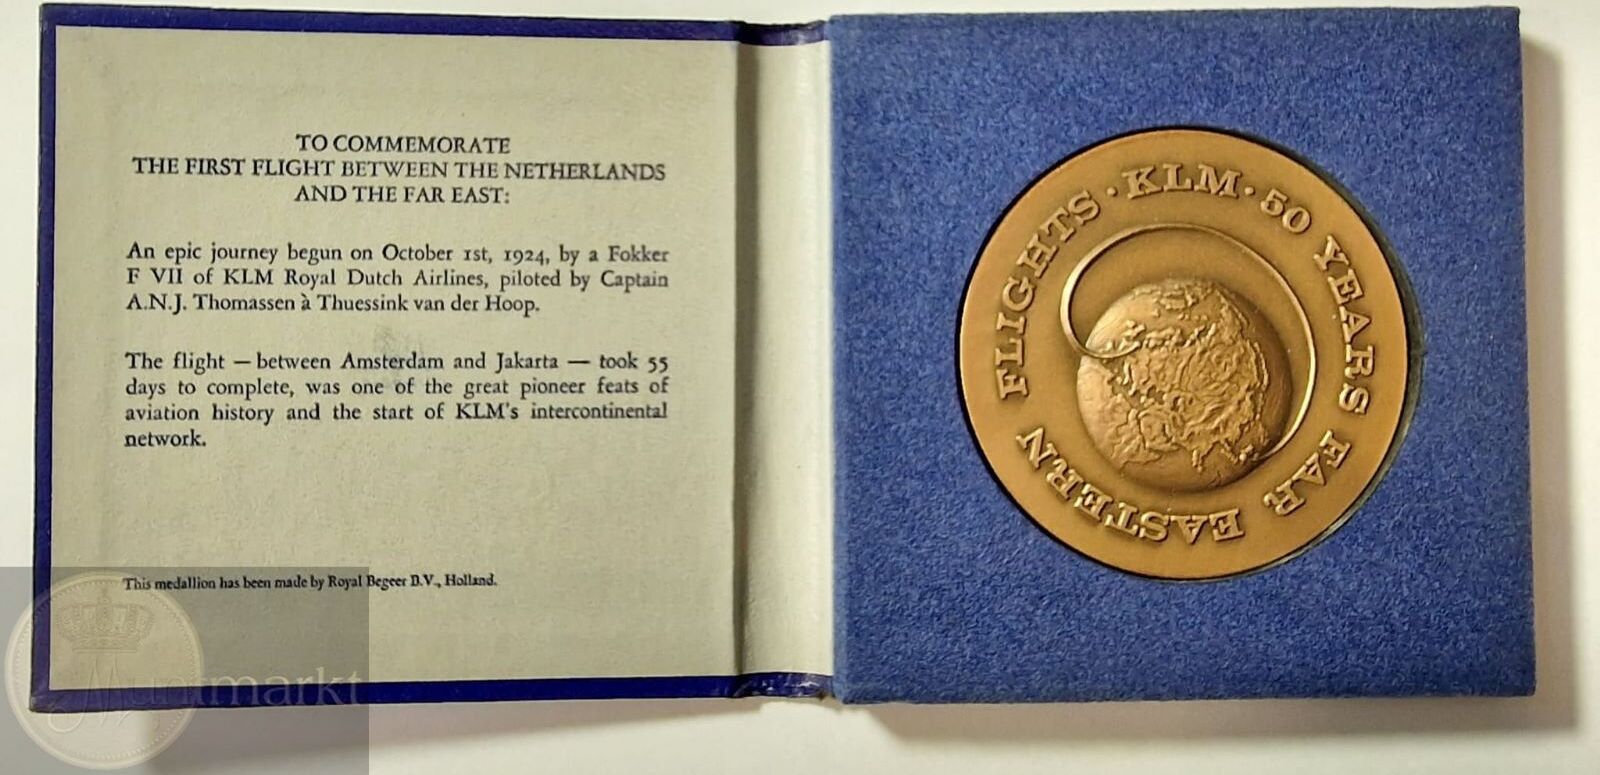 TO COMMEMORATE
THE FIRST FLIGHT BETWEEN THE NETHERLANDS
AND THE FAR EAST:
An epic journey begun on October 1st, 1924, by a Fokker
F VII of KLM Royal Dutch Airlines, piloted by Captain
A.N.J. Thomassen à Thuessink van der Hoop.
The flight — between Amsterdam and Jakarta — took 55
days to complete, was one of the great pioneer feats of
aviation history and the start of KLM's intercontinental
network.
This medallion has been made by Royal Begeer B.V., Holland.
KLM · 50 YEARS FAR EASTERN FLIGHTS ·
Muntmarkt